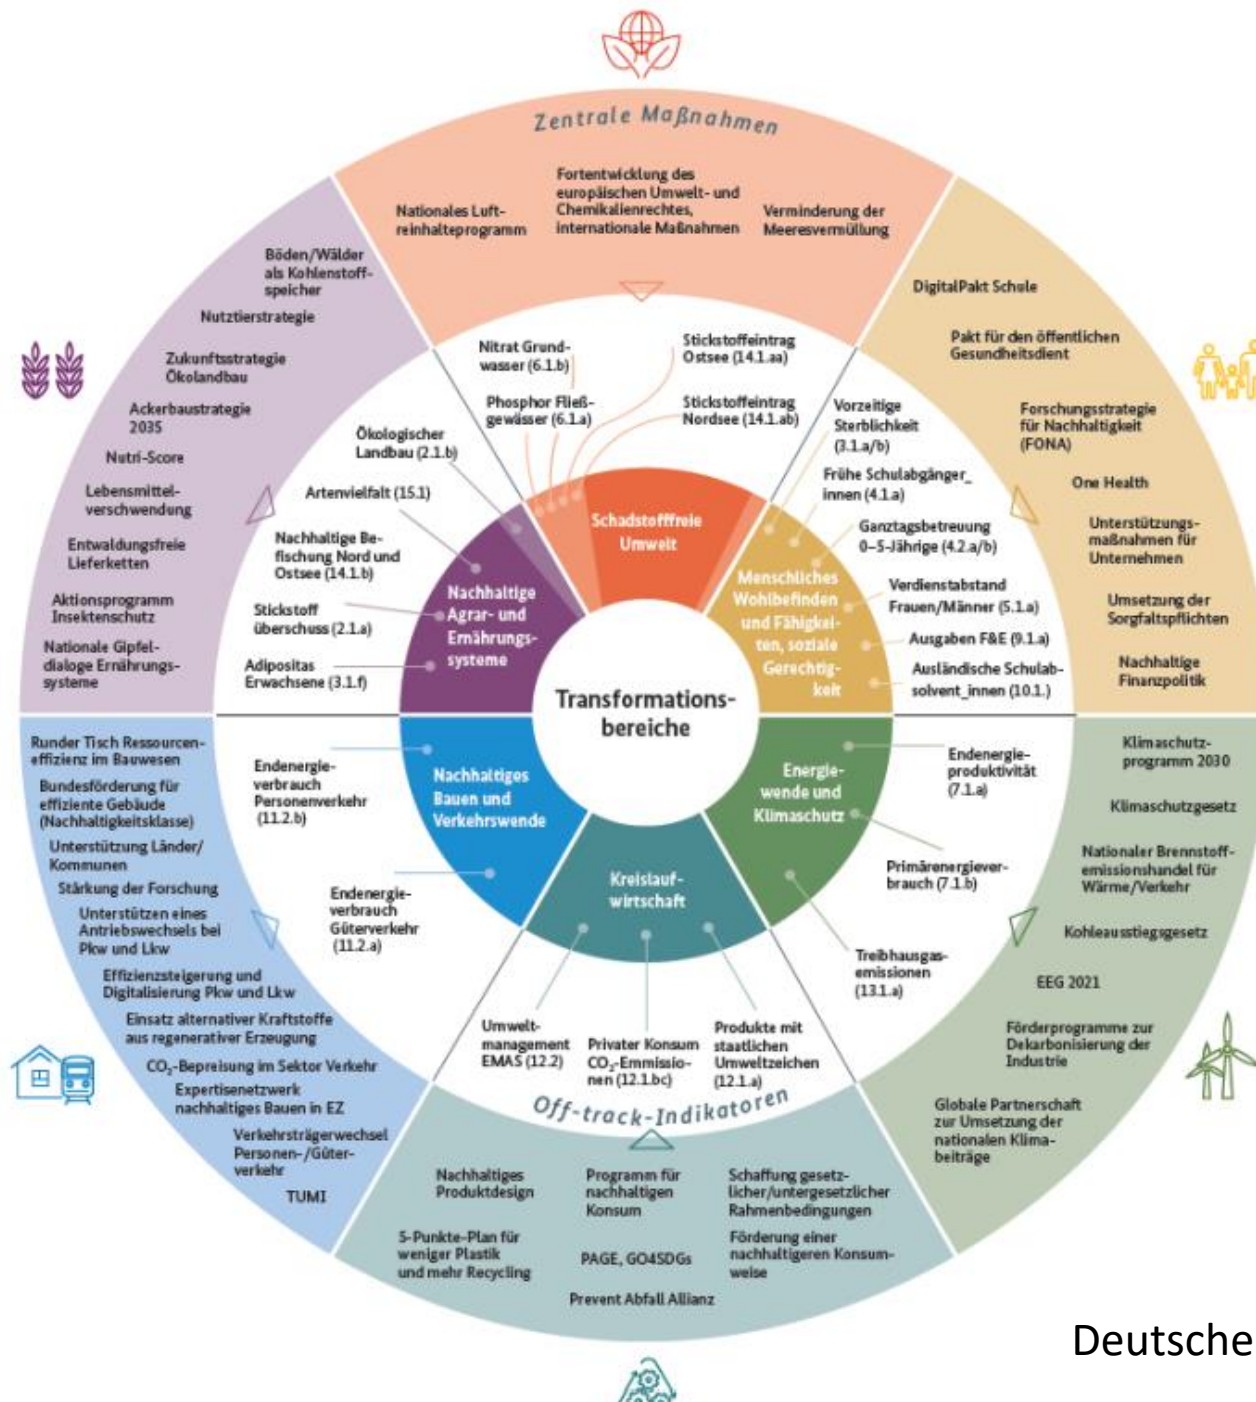 Zentrale Maßnahmen
Nationales Luft-
reinhalteprogramm
Fortentwicklung des
europäischen Umwelt- und
Chemikalienrechtes,
internationale Maßnahmen
Verminderung der
Meeresvermüllung
DigitalPakt Schule
Pakt für den öffentlichen
Gesundheitsdient
Forschungsstrategie
für Nachhaltigkeit
(FONA)
One Health
Unterstützungs-
maßnahmen für
Unternehmen
Umsetzung der
Sorgfaltspflichten
Nachhaltige
Finanzpolitik
Klimaschutz-
programm 2030
Klimaschutzgesetz
Nationaler Brennstoff-
emissionshandel für
Wärme/Verkehr
Kohleausstiegsgesetz
EEG 2021
Förderprogramme zur
Dekarbonisierung der
Industrie
Globale Partnerschaft
zur Umsetzung der
nationalen Klima-
beiträge
Schaffung gesetz-
licher/untergesetzlicher
Rahmenbedingungen
Förderung einer
nachhaltigeren Konsum-
weise
Programm für
nachhaltigen
Konsum
PAGE, GO4SDGs
Prevent Abfall Allianz
Nachhaltiges
Produktdesign
5-Punkte-Plan für
weniger Plastik
und mehr Recycling
Runder Tisch Ressourcen-
effizienz im Bauwesen
Bundesförderung für
effiziente Gebäude
(Nachhaltigkeitsklasse)
Unterstützung Länder/
Kommunen
Stärkung der Forschung
Unterstützen eines
Antriebswechsels bei
Pkw und Lkw
Effizienzsteigerung und
Digitalisierung Pkw und Lkw
Einsatz alternativer Kraftstoffe
aus regenerativer Erzeugung
CO₂-Bepreisung im Sektor Verkehr
Expertisenetzwerk
nachhaltiges Bauen in EZ
Verkehrsträgerwechsel
Personen-/Güter-
verkehr
TUMI
Böden/Wälder
als Kohlenstoff-
speicher
Nutztierstrategie
Zukunftsstrategie
Ökolandbau
Ackerbaustrategie
2035
Nutri-Score
Lebensmittel-
verschwendung
Entwaldungsfreie
Lieferketten
Aktionsprogramm
Insektenschutz
Nationale Gipfel-
dialoge Ernährungs-
systeme
Nitrat Grund-
wasser (6.1.b)
Phosphor Fließ-
gewässer (6.1.a)
Stickstoffeintrag
Ostsee (14.1.aa)
Stickstoffeintrag
Nordsee (14.1.ab)
Vorzeitige
Sterblichkeit
(3.1.a/b)
Frühe Schulabgänger_
innen (4.1.a)
Ganztagsbetreuung
0–5-Jährige (4.2.a/b)
Verdienstabstand
Frauen/Männer (5.1.a)
Ausgaben F&E (9.1.a)
Ausländische Schulab-
solvent_innen (10.1.)
Endenergie-
produktivität
(7.1.a)
Primärenergiever-
brauch (7.1.b)
Treibhausgas-
emissionen
(13.1.a)
Produkte mit
staatlichen
Umweltzeichen
(12.1.a)
Privater Konsum
CO₂-Emmissio-
nen (12.1.bc)
Umwelt-
management
EMAS (12.2)
Off-track-Indikatoren
Endenergie-
verbrauch
Güterverkehr
(11.2.a)
Endenergie-
verbrauch
Personenverkehr
(11.2.b)
Ökologischer
Landbau (2.1.b)
Artenvielfalt (15.1)
Nachhaltige Be-
fischung Nord und
Ostsee (14.1.b)
Stickstoff
überschuss (2.1.a)
Adipositas
Erwachsene (3.1.f)
Schadstofffreie
Umwelt
Menschliches
Wohlbefinden
und Fähigkei-
ten, soziale
Gerechtig-
keit
Energie-
wende und
Klimaschutz
Kreislauf-
wirtschaft
Nachhaltiges
Bauen und
Verkehrswende
Nachhaltige
Agrar- und
Ernährungs-
systeme
Transformations-
bereiche
Deutsche